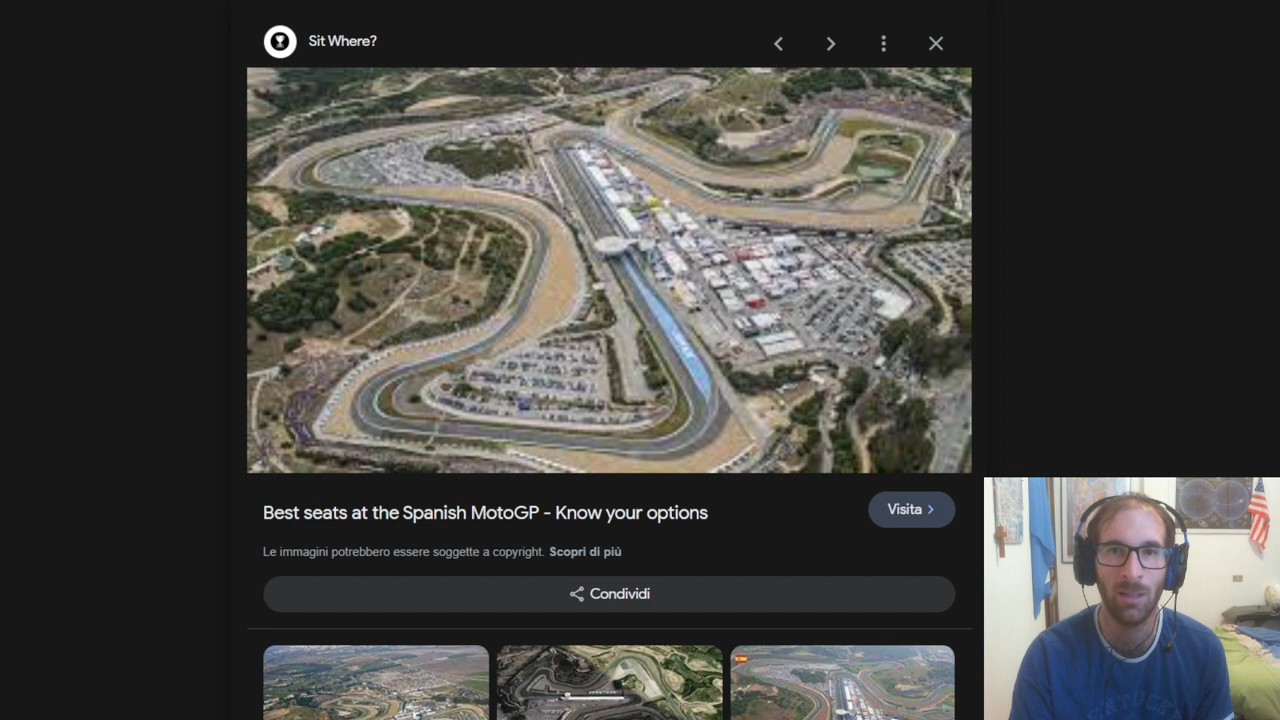 Sit Where?
Best seats at the Spanish MotoGP - Know your options
Visita
Le immagini potrebbero essere soggette a copyright. Scopri di più
Condividi